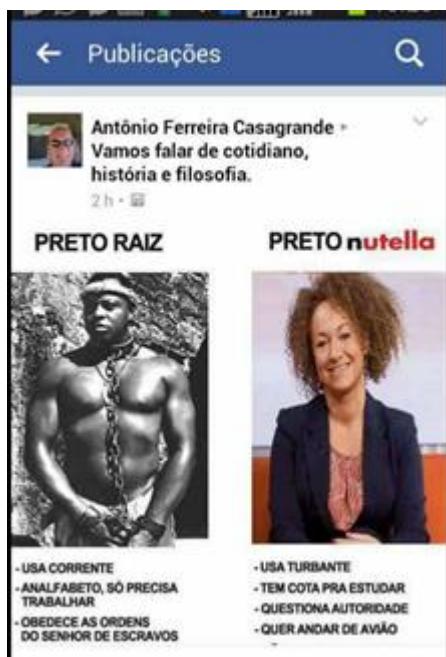 Publicações
Antônio Ferreira Casagrande ▸
Vamos falar de cotidiano,
história e filosofia.
2 h •
PRETO RAIZ
PRETO nutella
- USA CORRENTE
- ANALFABETO, SÓ PRECISA
TRABALHAR
- OBEDECE AS ORDENS
DO SENHOR DE ESCRAVOS
- USA TURBANTE
- TEM COTA PRA ESTUDAR
- QUESTIONA AUTORIDADE
- QUER ANDAR DE AVIÃO